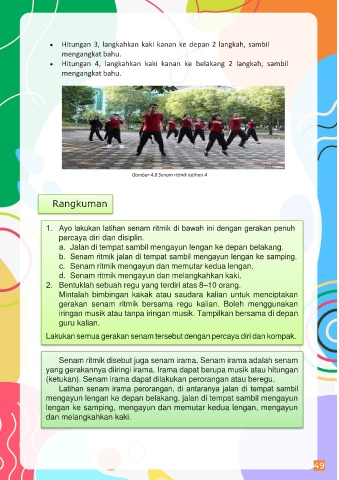 • Hitungan 3, langkahkan kaki kanan ke depan 2 langkah, sambil
mengangkat bahu.
• Hitungan 4, langkahkan kaki kanan ke belakang 2 langkah, sambil
mengangkat bahu.
Gambar 4.8 Senam ritmik latihan 4
Rangkuman
1. Ayo lakukan latihan senam ritmik di bawah ini dengan gerakan penuh
percaya diri dan disiplin.
a. Jalan di tempat sambil mengayun lengan ke depan belakang.
b. Senam ritmik jalan di tempat sambil mengayun lengan ke samping.
c. Senam ritmik mengayun dan memutar kedua lengan.
d. Senam ritmik mengayun dan melangkahkan kaki.
2. Bentuklah sebuah regu yang terdiri atas 8–10 orang.
Mintalah bimbingan kakak atau saudara kalian untuk menciptakan
gerakan senam ritmik bersama regu kalian. Boleh menggunakan
iringan musik atau tanpa iringan musik. Tampilkan bersama di depan
guru kalian.
Lakukan semua gerakan senam tersebut dengan percaya diri dan kompak.
Senam ritmik disebut juga senam irama. Senam irama adalah senam
yang gerakannya diiringi irama. Irama dapat berupa musik atau hitungan
(ketukan). Senam irama dapat dilakukan perorangan atau beregu.
Latihan senam irama perorangan, di antaranya jalan di tempat sambil
mengayun lengan ke depan belakang, jalan di tempat sambil mengayun
lengan ke samping, mengayun dan memutar kedua lengan, mengayun
dan melangkahkan kaki.
49